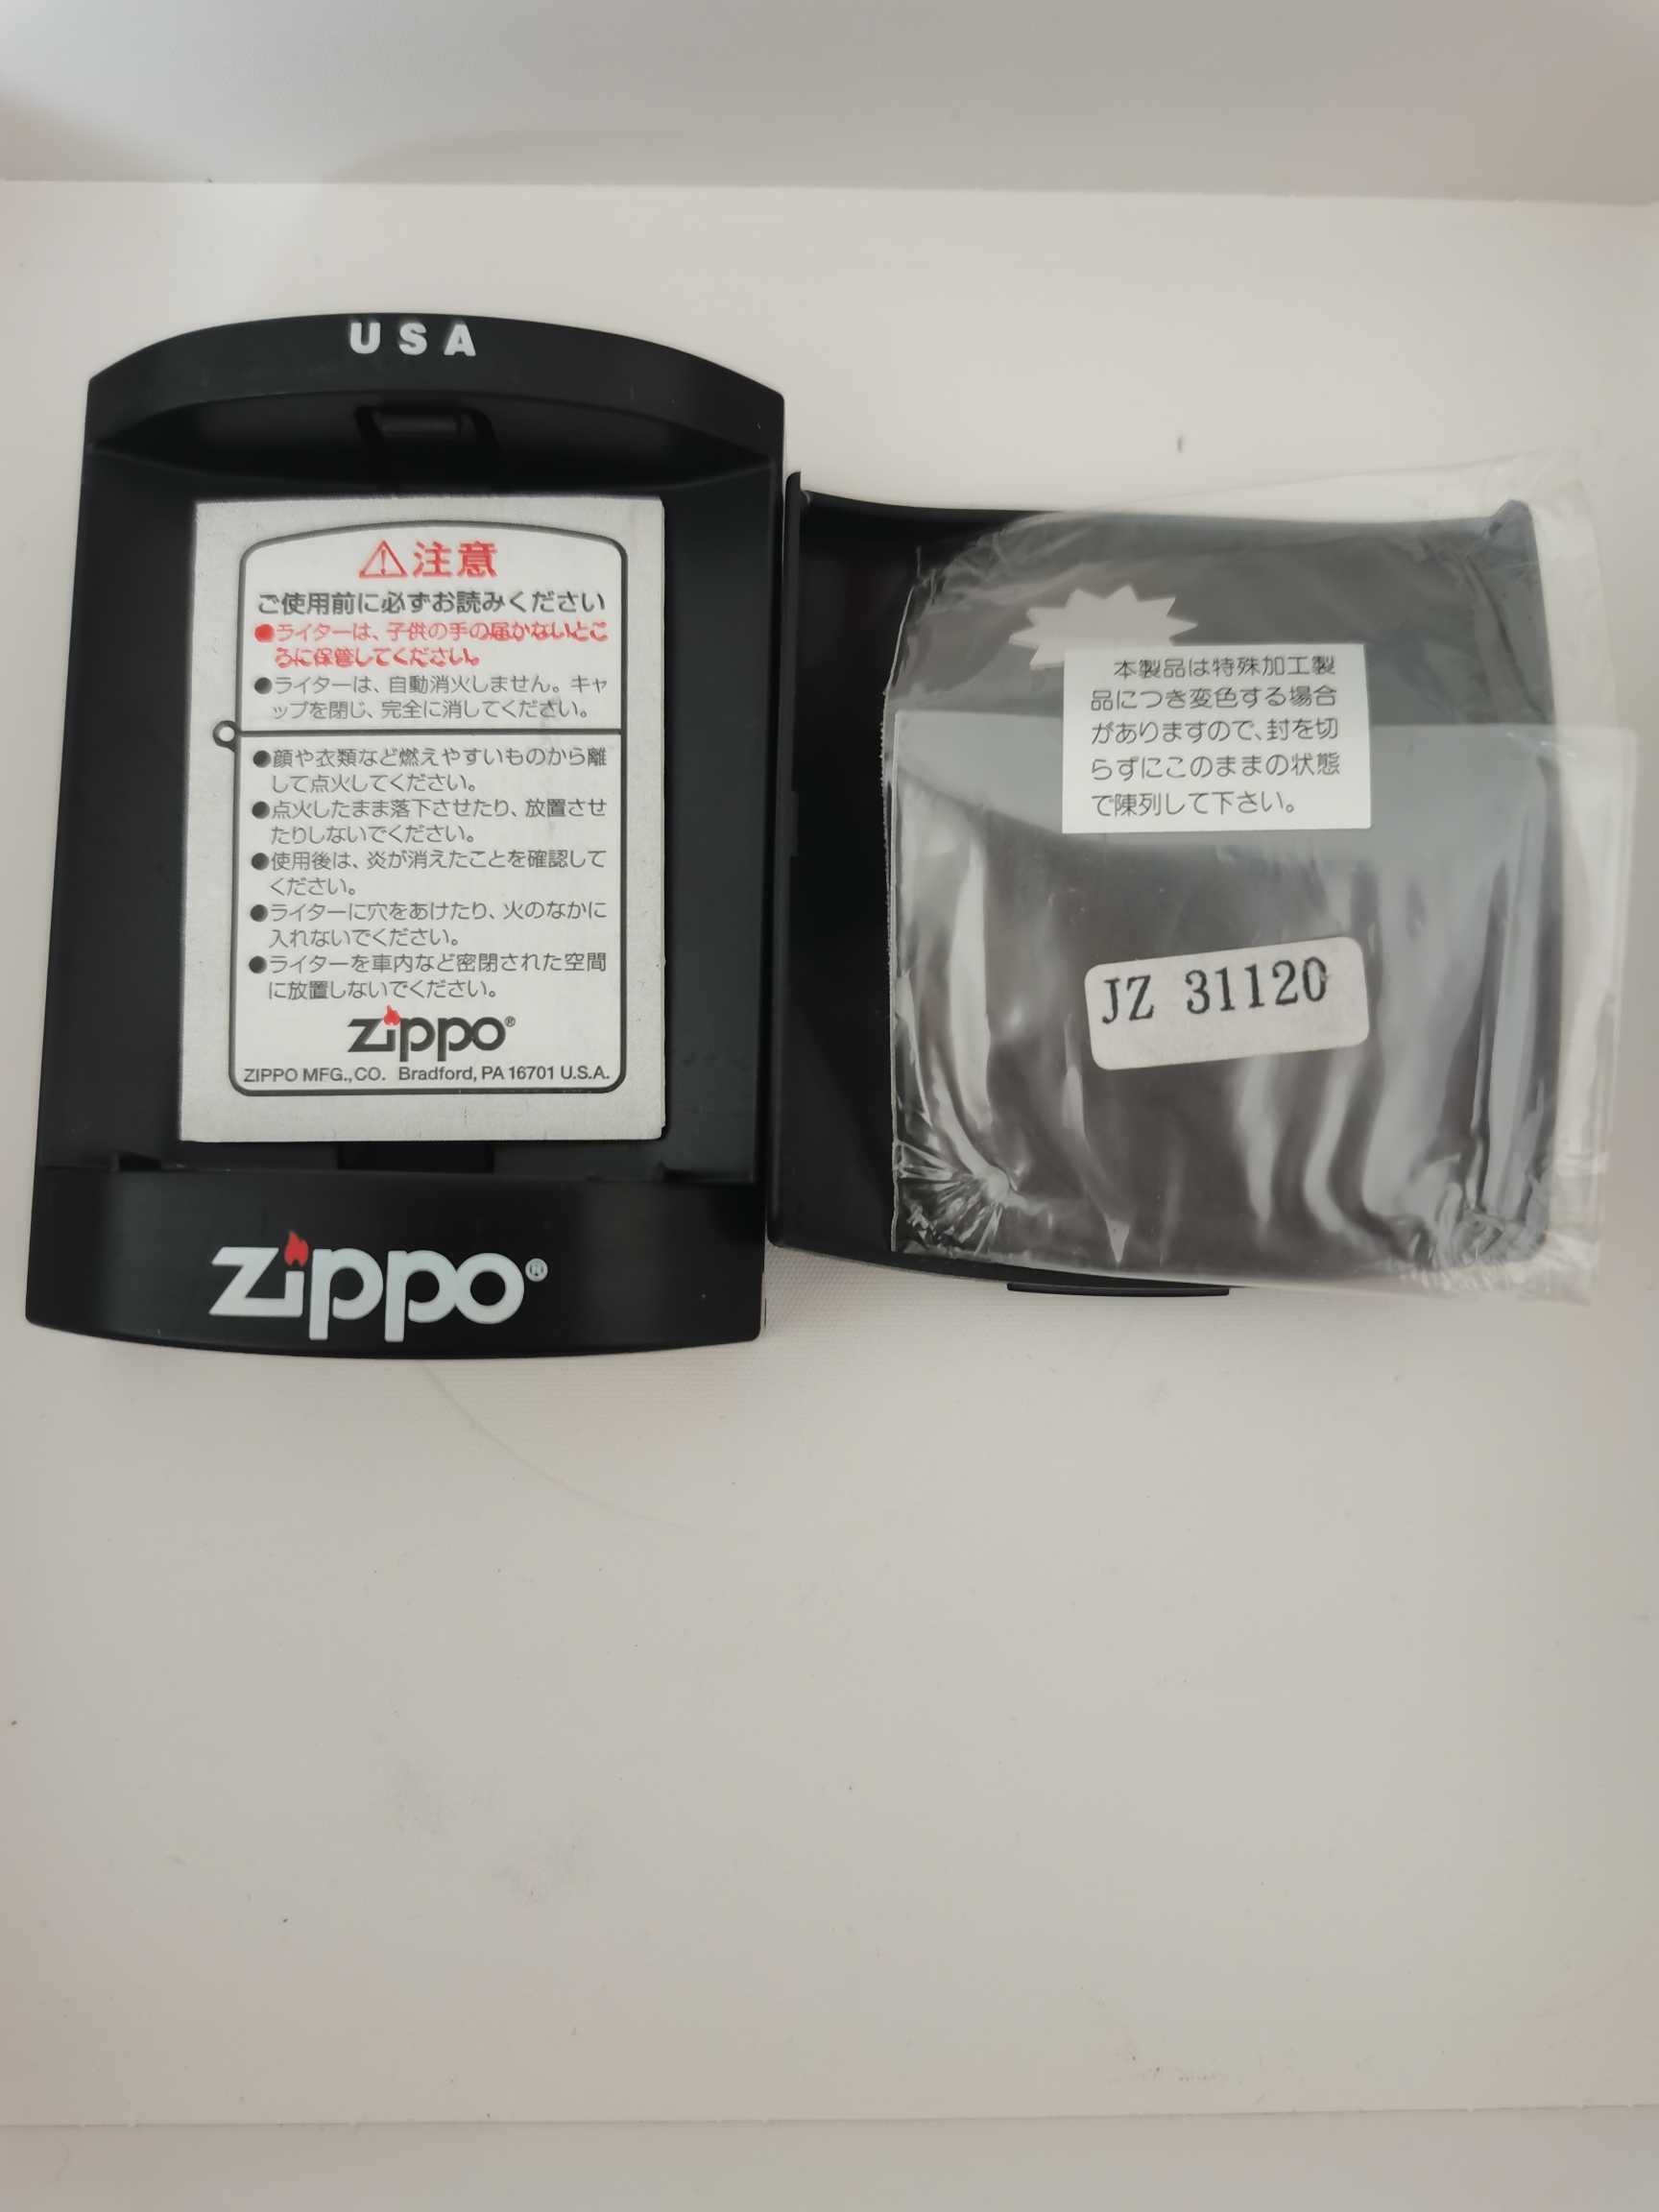 USA
⚠注意
ご使用前に必ずお読みください
●ライターは、子供の手の届かないとこ
ろに保管してください。
●ライターは、自動消火しません。キャ
ップを閉じ、完全に消してください。
●顔や衣類など燃えやすいものから離
して点火してください。
●点火したまま落下させたり、放置させ
たりしないでください。
●使用後は、炎が消えたことを確認して
ください。
●ライターに穴をあけたり、火のなかに
入れないでください。
●ライターを車内など密閉された空間
に放置しないでください。
zippo®
ZIPPO MFG., CO. Bradford, PA 16701 U.S.A.
zippo®
本製品は特殊加工製
品につき変色する場合
がありますので、封を切
らずにこのままの状態
で陳列して下さい。
JZ 31120